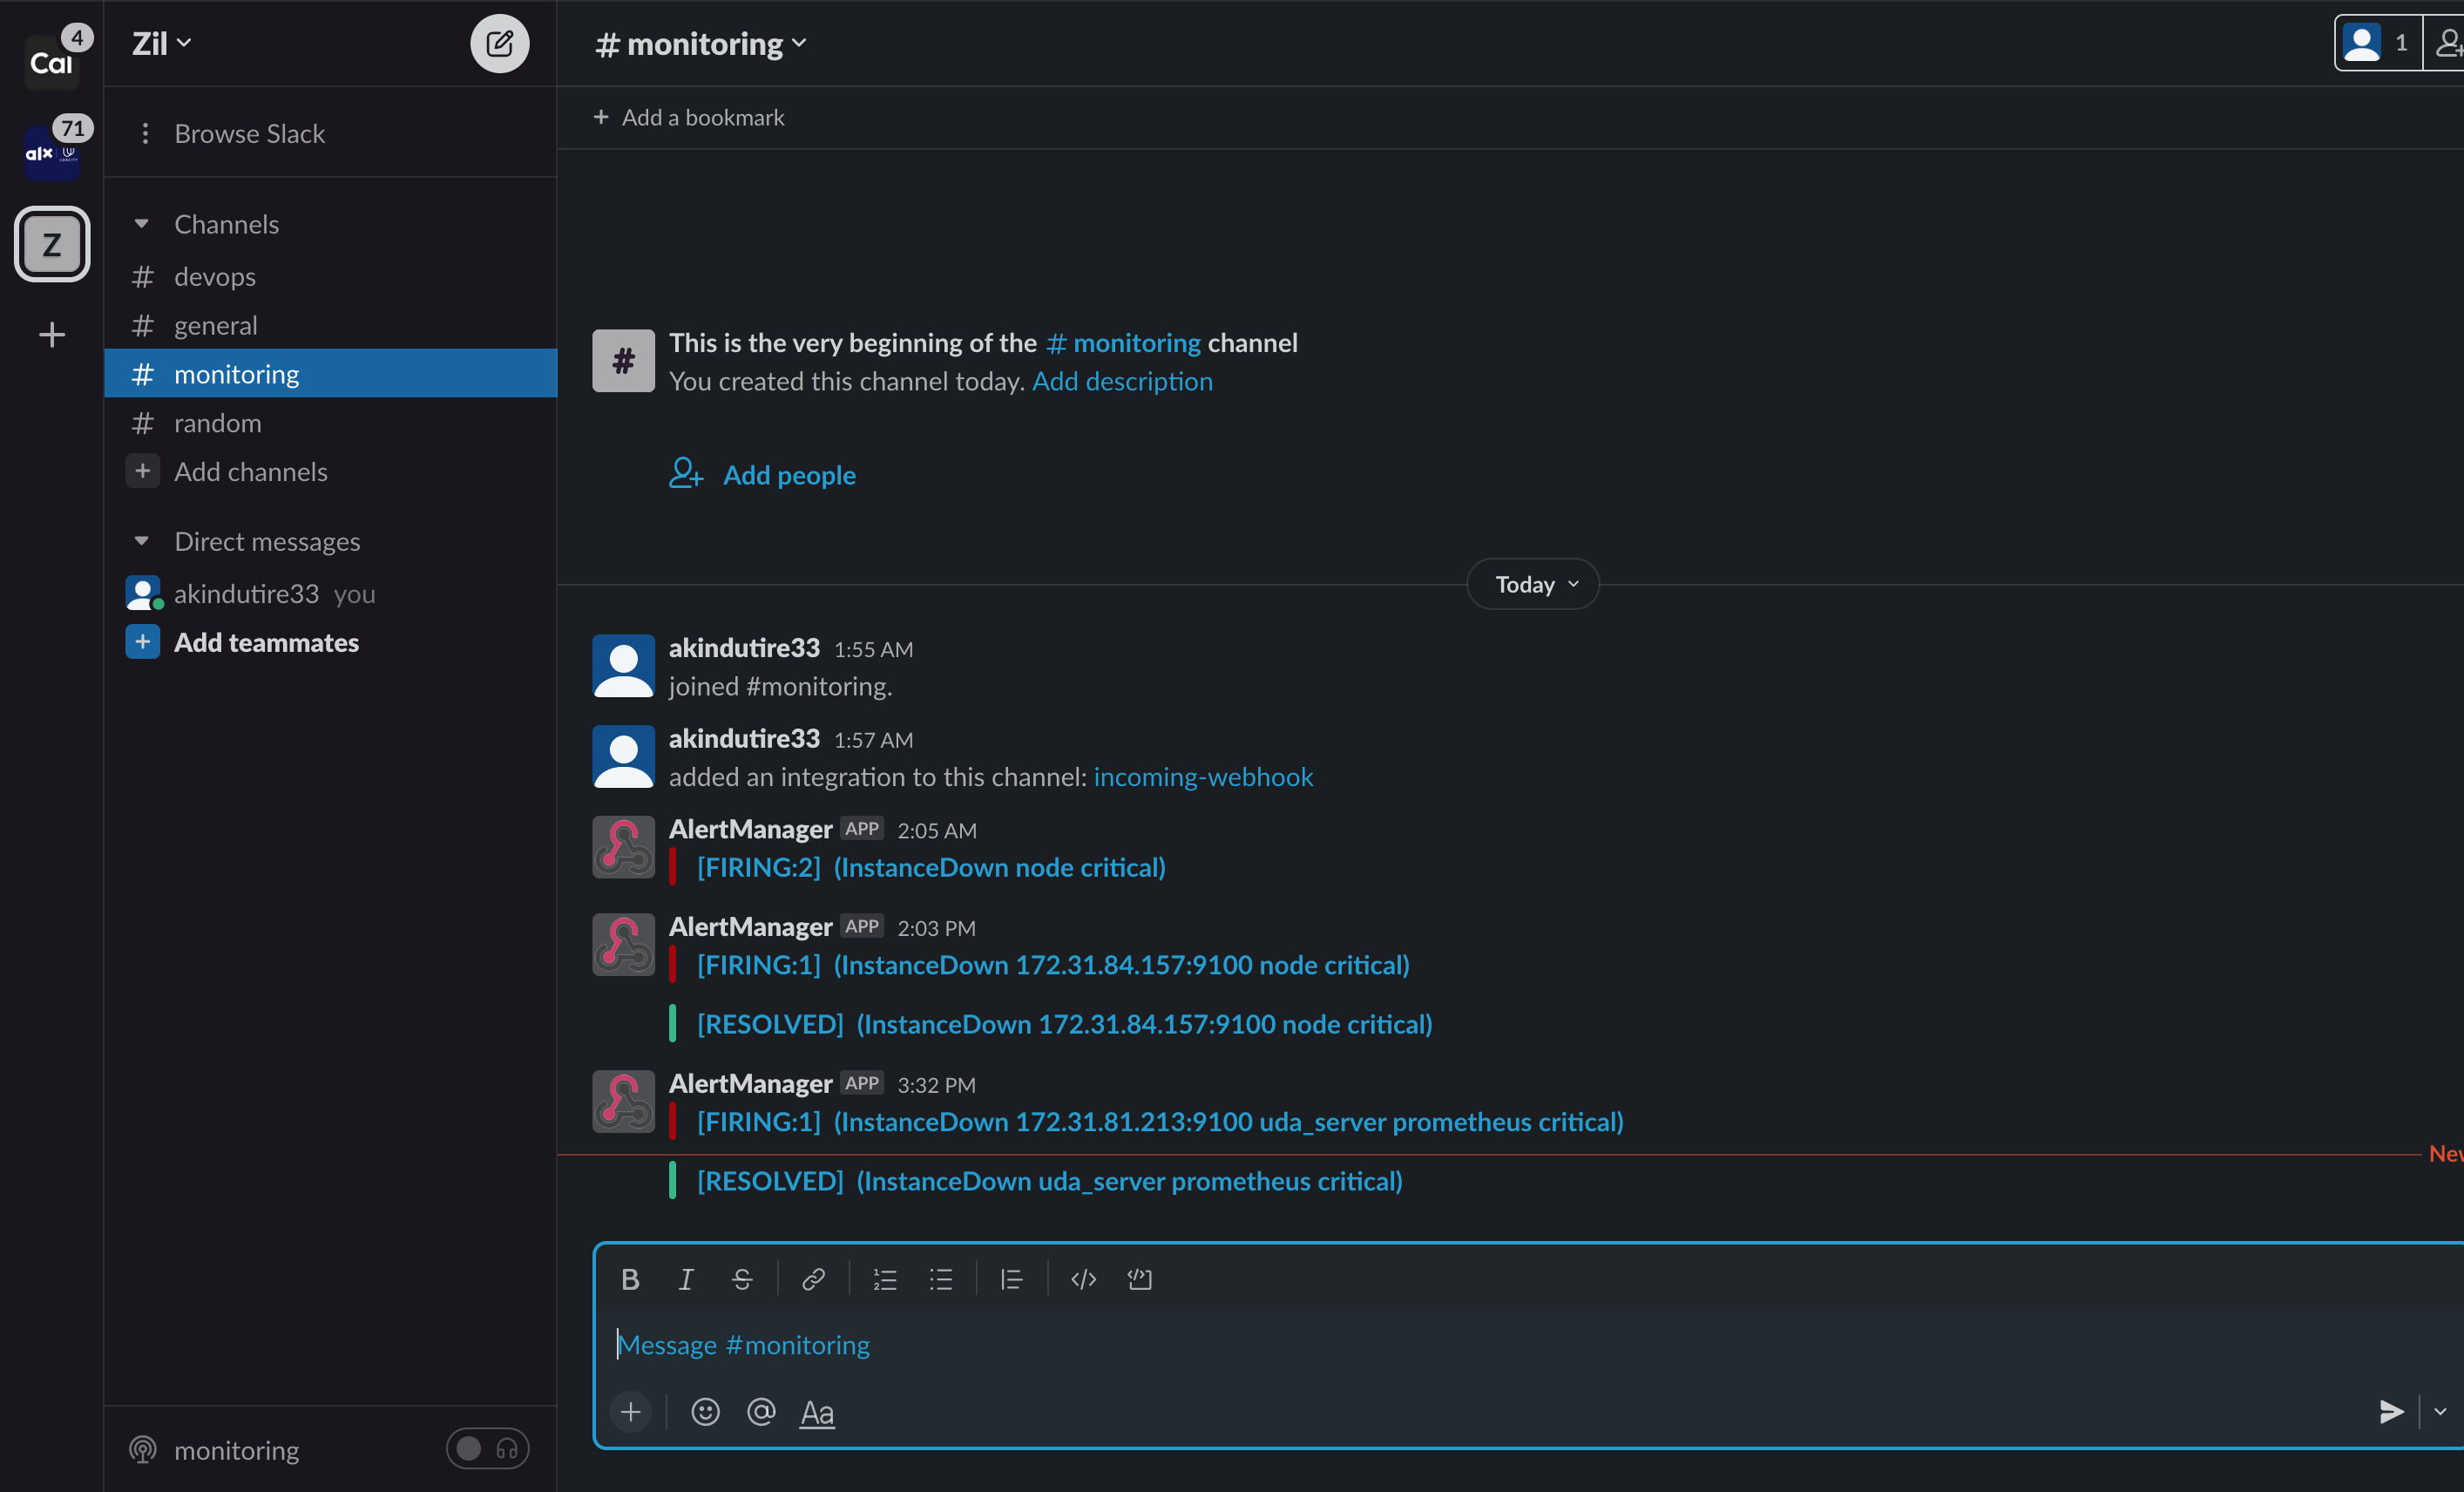 4
Cal
71
alx
UDACITY
Z
Zil
Browse Slack
Channels
# devops
# general
# monitoring
# random
+ Add channels
Direct messages
akindutire33 you
+ Add teammates
monitoring
# monitoring
1
+ Add a bookmark
#
This is the very beginning of the # monitoring channel
You created this channel today. Add description
Add people
Today
akindutire33 1:55 AM
joined #monitoring.
akindutire33 1:57 AM
added an integration to this channel: incoming-webhook
AlertManager APP 2:05 AM
[FIRING:2] (InstanceDown node critical)
AlertManager APP 2:03 PM
[FIRING:1] (InstanceDown 172.31.84.157:9100 node critical)
[RESOLVED] (InstanceDown 172.31.84.157:9100 node critical)
AlertManager APP 3:32 PM
[FIRING:1] (InstanceDown 172.31.81.213:9100 uda_server prometheus critical)
New
[RESOLVED] (InstanceDown uda_server prometheus critical)
B I S
Message #monitoring
+ @ Aa